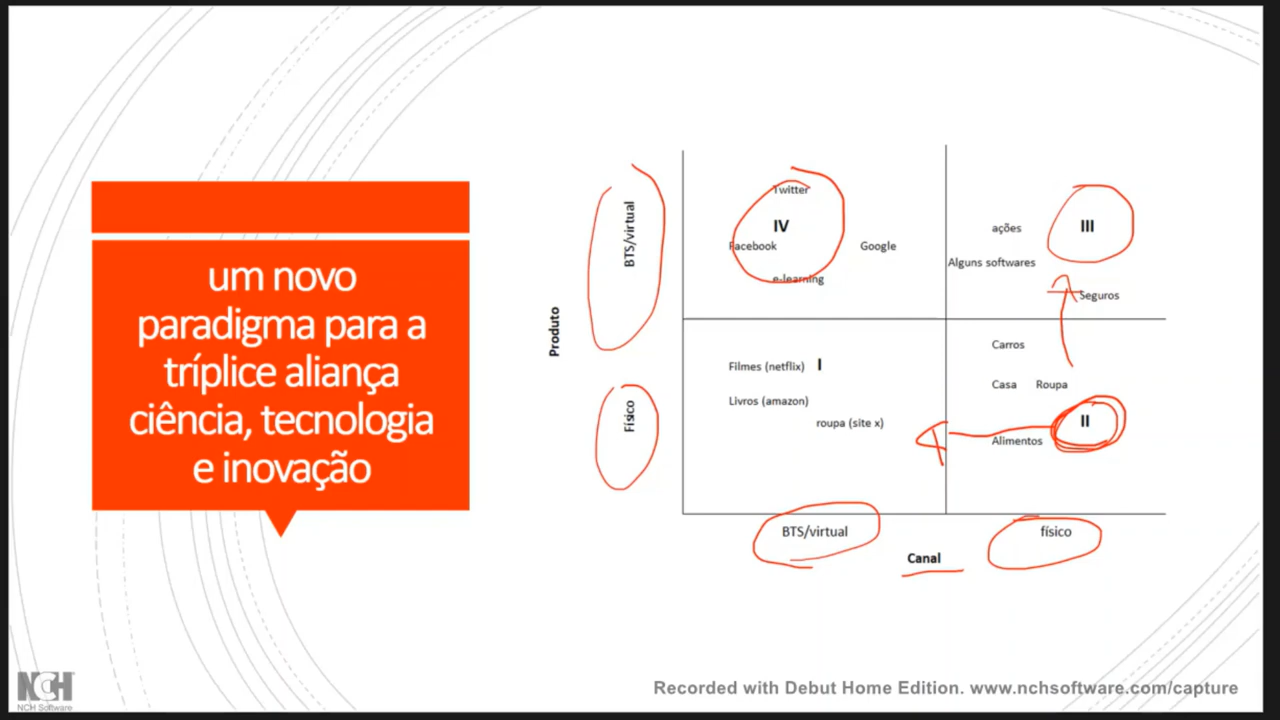 um novo
paradigma para a
tríplice aliança
ciência, tecnologia
e inovação
Produto
BTS/virtual
Físico
Twitter
IV
Facebook
Google
e-learning
III
ações
Alguns softwares
Seguros
Filmes (netflix) I
Livros (amazon)
roupa (site x)
Carros
Casa Roupa
II
Alimentos
BTS/virtual
físico
Canal
NCH
NCH Software
Recorded with Debut Home Edition. www.nchsoftware.com/capture